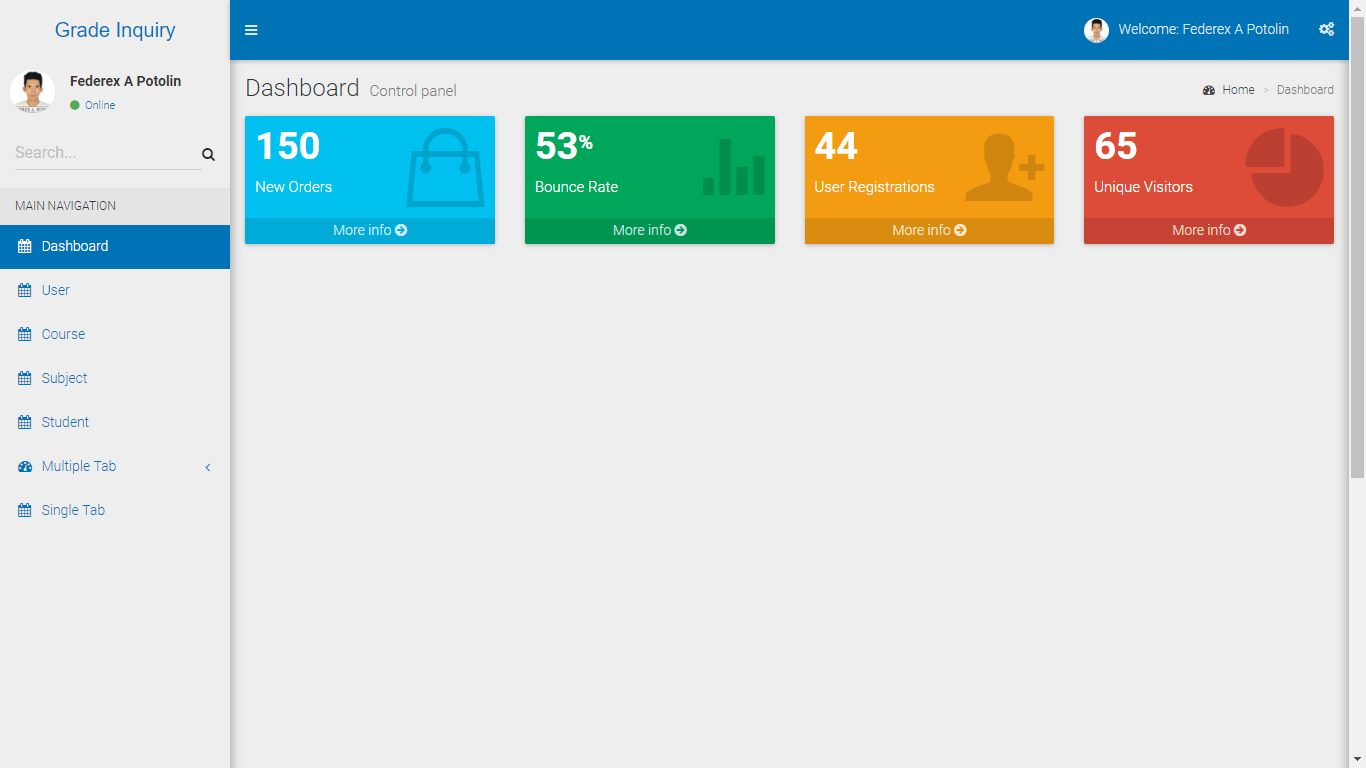 Grade Inquiry
Welcome: Federex A Potolin
Federex A Potolin
Online
Search...
MAIN NAVIGATION
Dashboard
User
Course
Subject
Student
Multiple Tab
Single Tab
Dashboard Control panel
Home > Dashboard
150
New Orders
More info
53%
Bounce Rate
More info
44
User Registrations
More info
65
Unique Visitors
More info